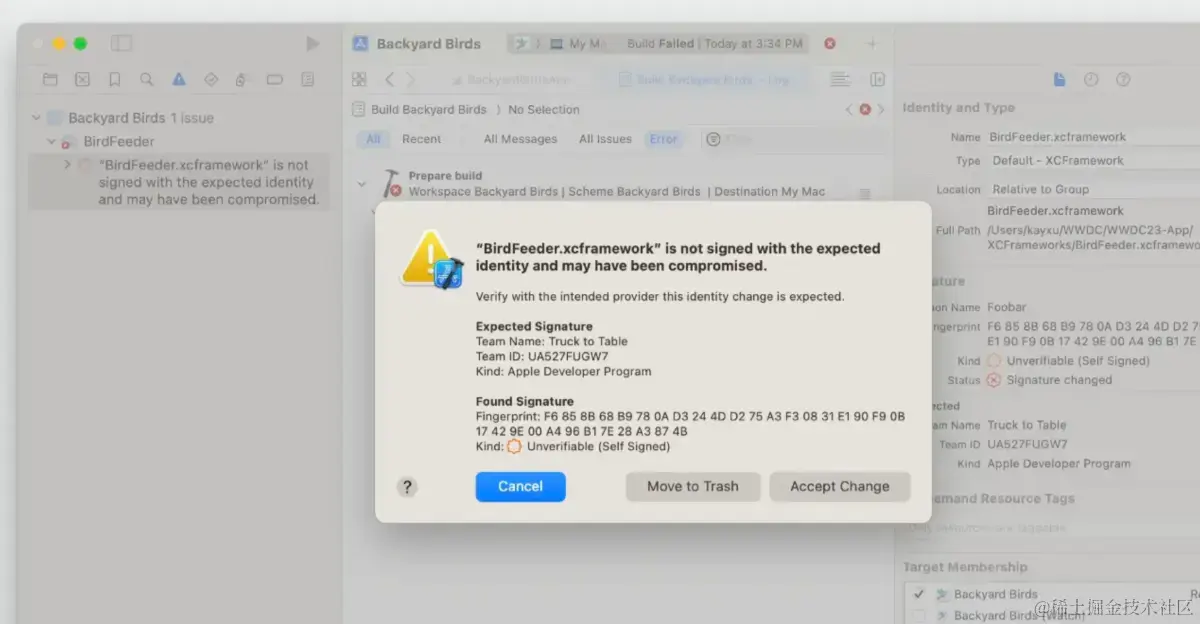 Backyard Birds
My M
Build Failed | Today at 3:34 PM
BackyardBirdsApp
Build Backyard Birds - Log
Build Backyard Birds
No Selection
All
Recent
All Messages
All Issues
Error
Filter
Prepare build
Workspace Backyard Birds | Scheme Backyard Birds | Destination My Mac
Backyard Birds 1 issue
BirdFeeder
“BirdFeeder.xcframework” is not
signed with the expected identity
and may have been compromised.
“BirdFeeder.xcframework” is not signed with the expected
identity and may have been compromised.
Verify with the intended provider this identity change is expected.
Expected Signature
Team Name: Truck to Table
Team ID: UA527FUGW7
Kind: Apple Developer Program
Found Signature
Fingerprint: F6 85 8B 68 B9 78 0A D3 24 4D D2 75 A3 F3 08 31 E1 90 F9 0B
17 42 9E 00 A4 96 B1 7E 28 A3 87 4B
Kind: Unverifiable (Self Signed)
?
Cancel
Move to Trash
Accept Change
Identity and Type
Name BirdFeeder.xcframework
Type Default - XCFramework
Location Relative to Group
BirdFeeder.xcframework
Full Path /Users/kayxu/WWDC/WWDC23-App/
XCFrameworks/BirdFeeder.xcframewo
ature
on Name Foobar
ngerprint F6 85 8B 68 B9 78 0A D3 24 4D D2 7
E1 90 F9 0B 17 42 9E 00 A4 96 B1 7E
Kind Unverifiable (Self Signed)
Status Signature changed
cted
am Name Truck to Table
Team ID UA527FUGW7
Kind Apple Developer Program
emand Resource Tags
Target Membership
Backyard Birds
Backyard Birds (Watch)
@稀土掘金技术社区